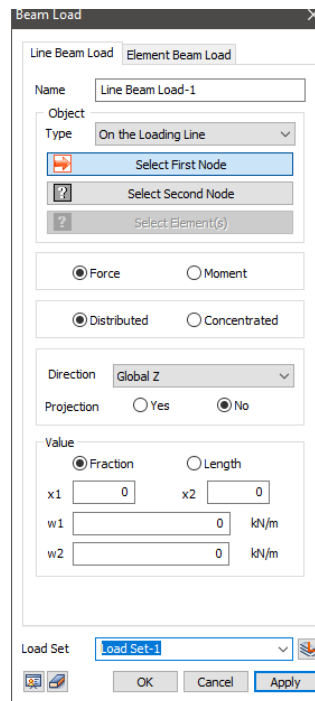 Beam Load
Line Beam Load Element Beam Load
Name Line Beam Load-1
Object
Type On the Loading Line
Select First Node
? Select Second Node
? Select Element(s)
Force Moment
Distributed Concentrated
Direction Global Z
Projection Yes No
Value
Fraction Length
x1 0 x2 0
w1 0 kN/m
w2 0 kN/m
Load Set Load Set-1
OK Cancel Apply